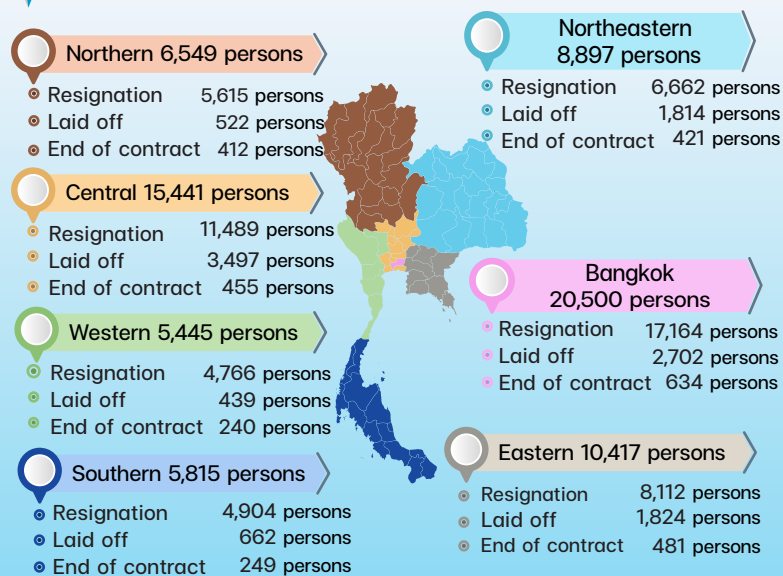 Northern 6,549 persons
Resignation 5,615 persons
Laid off 522 persons
End of contract 412 persons
Central 15,441 persons
Resignation 11,489 persons
Laid off 3,497 persons
End of contract 455 persons
Western 5,445 persons
Resignation 4,766 persons
Laid off 439 persons
End of contract 240 persons
Southern 5,815 persons
Resignation 4,904 persons
Laid off 662 persons
End of contract 249 persons
Northeastern
8,897 persons
Resignation 6,662 persons
Laid off 1,814 persons
End of contract 421 persons
Bangkok
20,500 persons
Resignation 17,164 persons
Laid off 2,702 persons
End of contract 634 persons
Eastern 10,417 persons
Resignation 8,112 persons
Laid off 1,824 persons
End of contract 481 persons